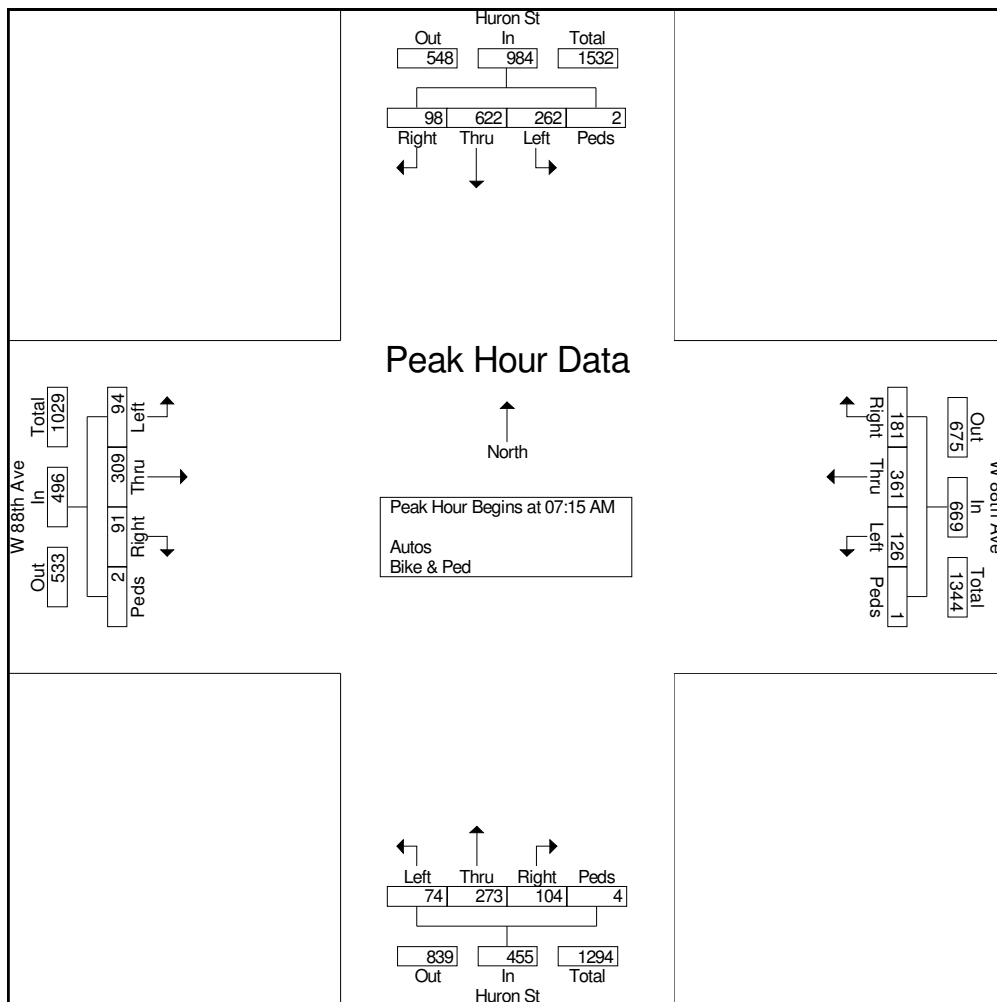 Huron St
Out In Total
548 984 1532
98 622 262 2
Right Thru Left Peds
Peak Hour Data
North
Peak Hour Begins at 07:15 AM
Autos
Bike & Ped
W 88th Ave
Total In Out
1029 496 533
94 309 91 2
Left Thru Right Peds
W 88th Ave
Out In Total
675 669 1344
181 361 126 1
Right Thru Left Peds
Left Thru Right Peds
74 273 104 4
839 455 1294
Out In Total
Huron St